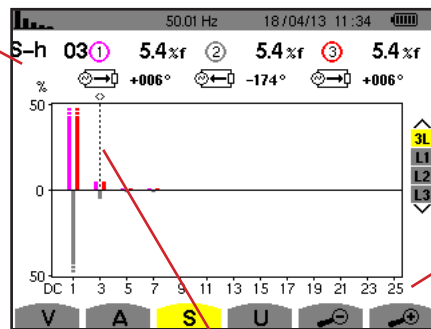 50.01 Hz 18/04/13 11:34
S-h 03 1 5.4%f 2 5.4%f 3 5.4%f
+006° -174° +006°
%
50
0
50
3L
L1
L2
L3
DC 1 3 5 7 9 11 13 15 17 19 21 23 25
V A S U